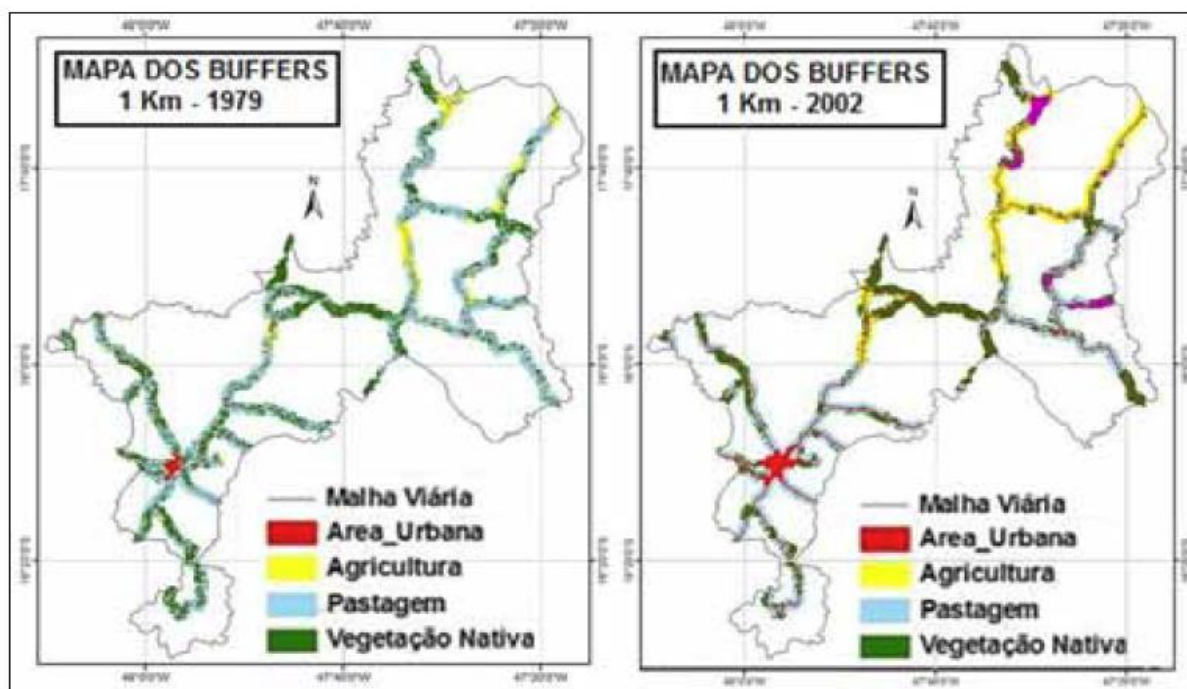 MAPA DOS BUFFERS
1 Km - 1979
N
Malha Viária
Area_Urbana
Agricultura
Pastagem
Vegetação Nativa
MAPA DOS BUFFERS
1 Km - 2002
N
Malha Viária
Area_Urbana
Agricultura
Pastagem
Vegetação Nativa